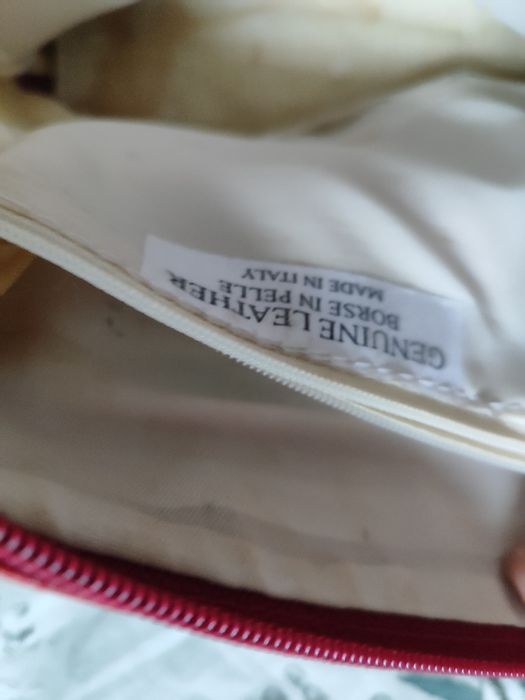 GENUINE LEATHER
BORSE IN PELLE
MADE IN ITALY